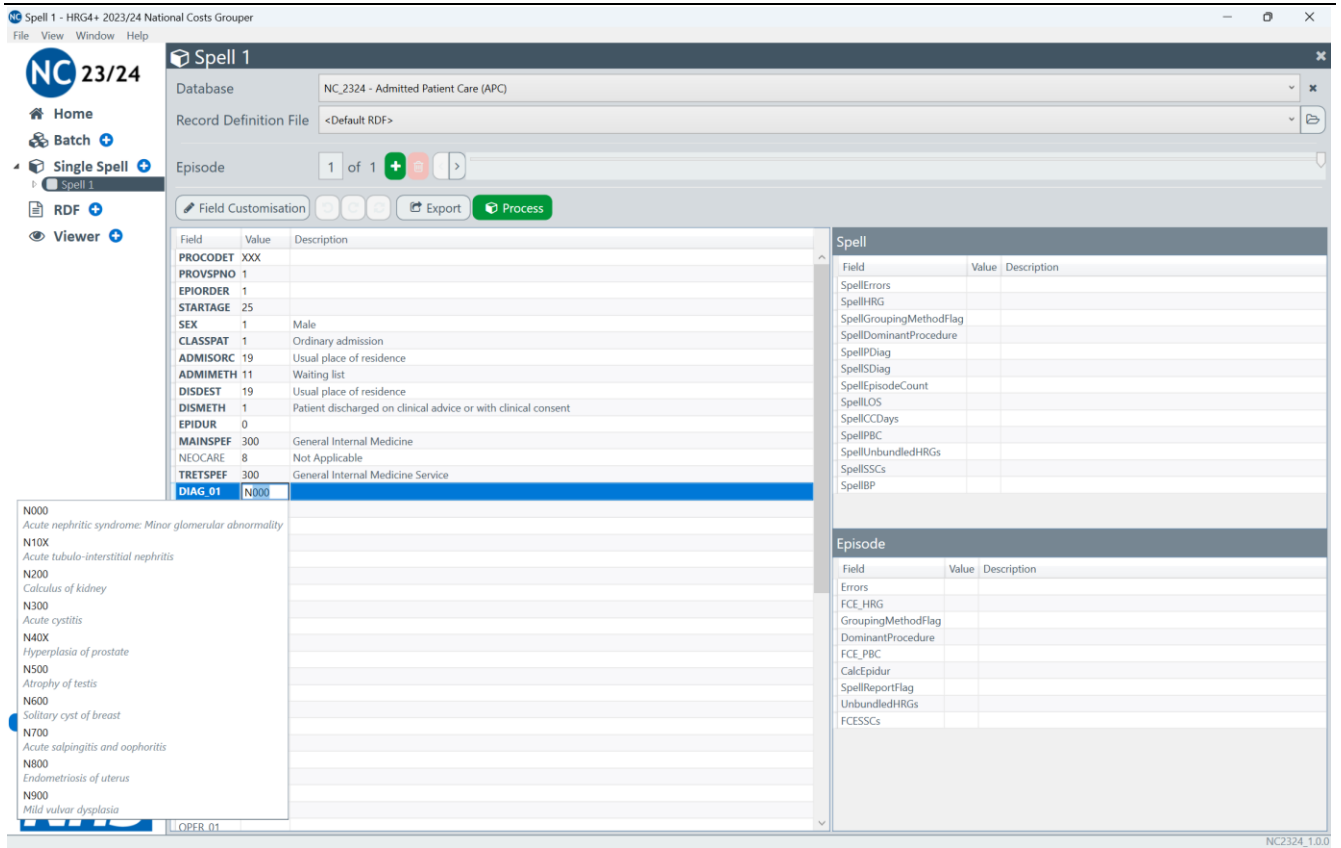 Spell 1 - HRG4+ 2023/24 National Costs Grouper
File View Window Help
NC 23/24
Home
Batch
Single Spell
Spell 1
RDF
Viewer
Spell 1
Database NC_2324 - Admitted Patient Care (APC)
Record Definition File <Default RDF>
Episode 1 of 1
Field Customisation Export Process
Field Value Description
PROCODET XXX
PROVSPNO 1
EPIORDER 1
STARTAGE 25
SEX 1 Male
CLASSPAT 1 Ordinary admission
ADMISORC 19 Usual place of residence
ADMIMETH 11 Waiting list
DISDEST 19 Usual place of residence
DISMETH 1 Patient discharged on clinical advice or with clinical consent
EPIDUR 0
MAINSPEF 300 General Internal Medicine
NEOCARE 8 Not Applicable
TRETSPEF 300 General Internal Medicine Service
DIAG_01 N000
N000
Acute nephritic syndrome: Minor glomerular abnormality
N10X
Acute tubulo-interstitial nephritis
N200
Calculus of kidney
N300
Acute cystitis
N40X
Hyperplasia of prostate
N500
Atrophy of testis
N600
Solitary cyst of breast
N700
Acute salpingitis and oophoritis
N800
Endometriosis of uterus
N900
Mild vulvar dysplasia
OPER_01
Spell
Field Value Description
SpellErrors
SpellHRG
SpellGroupingMethodFlag
SpellDominantProcedure
SpellPDiag
SpellSDiag
SpellEpisodeCount
SpellLOS
SpellCCDays
SpellPBC
SpellUnbundledHRGs
SpellSSCs
SpellBP
Episode
Field Value Description
Errors
FCE_HRG
GroupingMethodFlag
DominantProcedure
FCE_PBC
CalcEpidur
SpellReportFlag
UnbundledHRGs
FCESSCs
NC2324_1.0.0